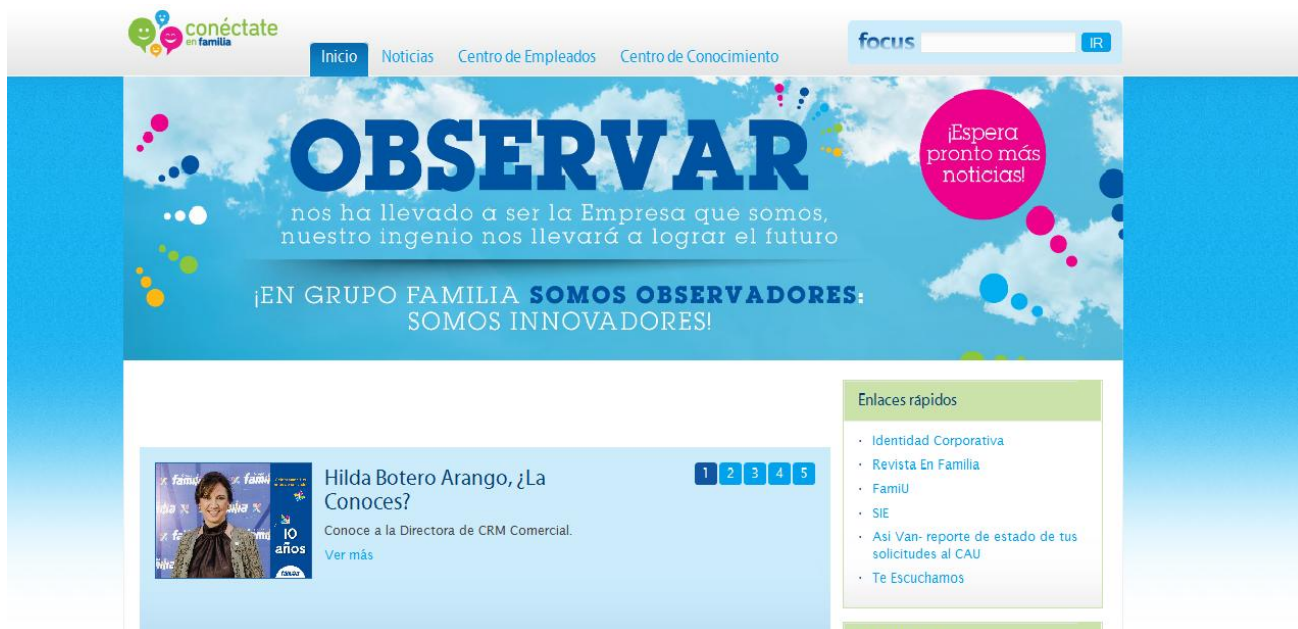 conéctate
en familia
Inicio Noticias Centro de Empleados Centro de Conocimiento
focus IR
OBSERVAR
nos ha llevado a ser la Empresa que somos,
nuestro ingenio nos llevará a lograr el futuro
¡EN GRUPO FAMILIA SOMOS OBSERVADORES:
SOMOS INNOVADORES!
¡Espera
pronto más
noticias!
Hilda Botero Arango, ¿La
Conoces?
Conoce a la Directora de CRM Comercial.
Ver más
1 2 3 4 5
10
años
familia
Enlaces rápidos
· Identidad Corporativa
· Revista En Familia
· FamiU
· SIE
· Asi Van- reporte de estado de tus
solicitudes al CAU
· Te Escuchamos